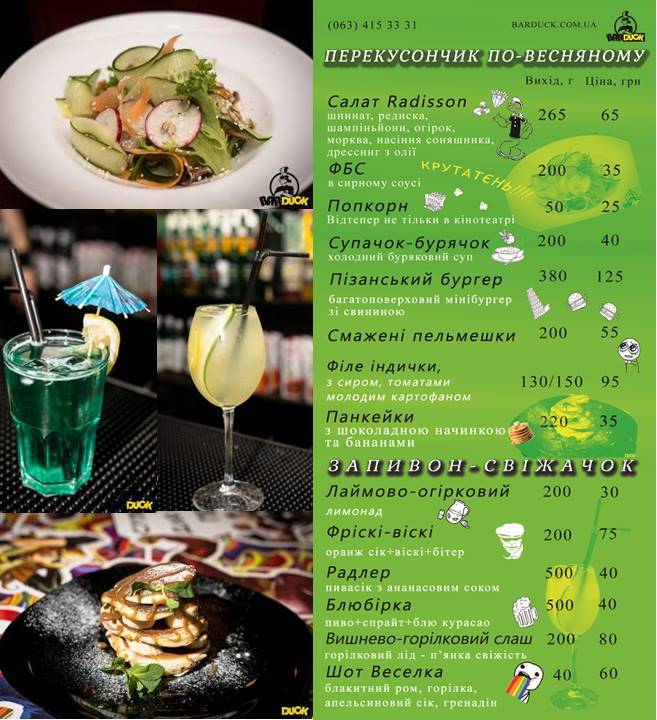 (063) 415 33 31
BARDUCK.COM.UA
BARDUCK
ПЕРЕКУСОНЧИК ПО-ВЕСНЯНОМУ
Вихід, г Ціна, грн
Салат Radisson 265 65
шпинат, редиска,
шампіньйони, огірок,
морква, насіння соняшника,
дрессинг з олії
КРУТАТЄНЬ!!!!
ФБС 200 35
в сирному соусі
Попкорн 50 25
Відтепер не тільки в кінотеатрі
Супачок-бурячок 200 40
холодний буряковий суп
Пізанський бургер 380 125
багатоповерховий мінібургер
зі свининою
Смажені пельмешки 200 55
Філе індички,
з сиром, томатами 130/150 95
молодим картофаном
Панкейки 220 35
з шоколадною начинкою
та бананами
DUCK
ЗАПИВОН-СВІЖАЧОК
Лаймово-огірковий 200 30
лимонад
Фріскі-віскі 200 75
оранж сік+віскі+бітер
Радлер 500 40
пивасік з ананасовим соком
Блюбірка 500 40
пиво+спрайт+блю курасао
Вишнево-горілковий слаш 200 80
горілковий лід - п'янка свіжість
Шот Веселка 40 60
блакитний ром, горілка,
апельсиновий сік, гренадін
BARDUCK
DUCK
DUCK
DUCK